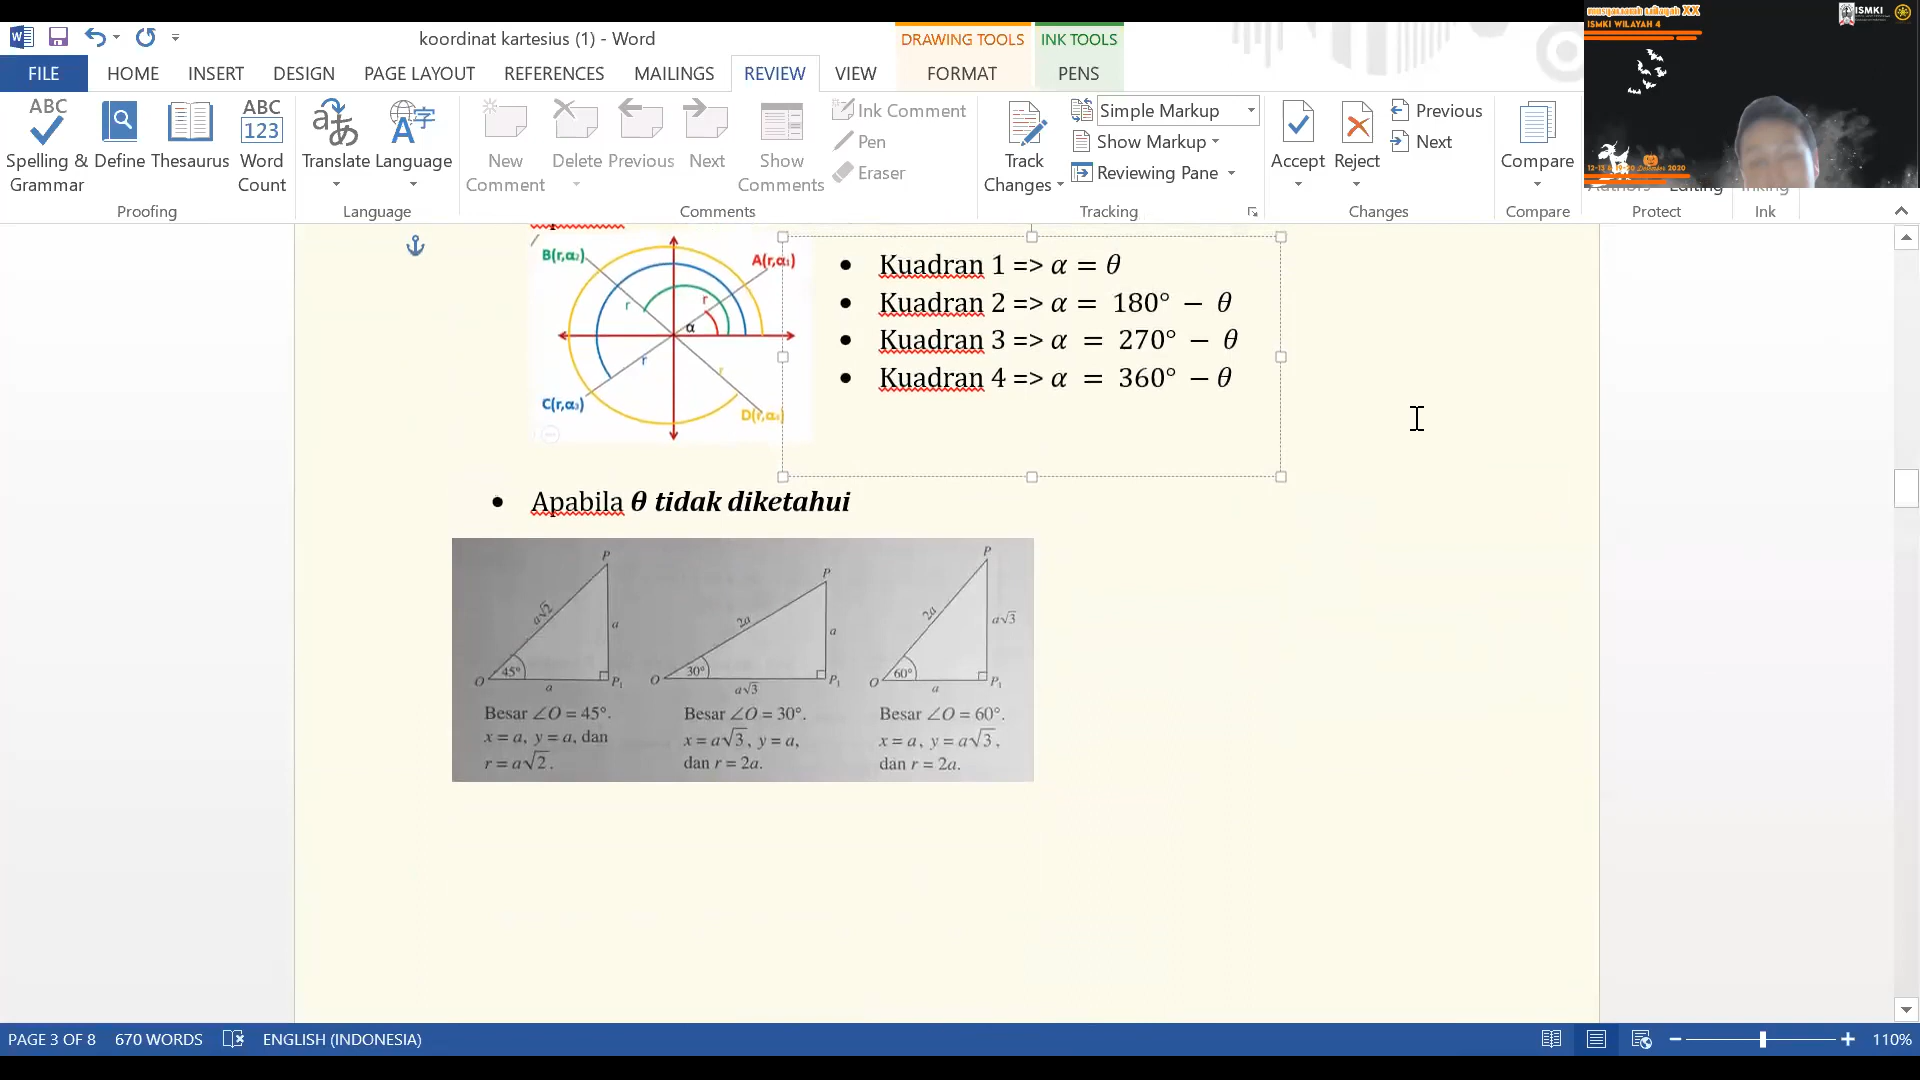 koordinat kartesius (1) - Word
DRAWING TOOLS
INK TOOLS
FILE HOME INSERT DESIGN PAGE LAYOUT REFERENCES MAILINGS REVIEW VIEW FORMAT PENS
ABC
Spelling &
Grammar
Define
Thesaurus
ABC
123
Word
Count
Proofing
Translate
Language
Language
New
Comment
Delete
Previous
Next
Show
Comments
Ink Comment
Pen
Eraser
Comments
Track
Changes
Simple Markup
Show Markup
Reviewing Pane
Tracking
Accept
Reject
Previous
Next
Changes
Compare
Compare
Protect
Ink
XX
ISMKI WILAYAH 4
ISMKI
B(r,α₂)
A(r,α₁)
r
r
α
r
r
C(r,α₃)
D(r,α₄)
• Kuadran 1 => α = θ
• Kuadran 2 => α = 180° − θ
• Kuadran 3 => α = 270° − θ
• Kuadran 4 => α = 360° − θ
• Apabila θ tidak diketahui
P
a√2
a
O
45°
a
P₁
Besar ∠O = 45°.
x = a, y = a, dan
r = a√2.
P
2a
a
O
30°
a√3
P₁
Besar ∠O = 30°.
x = a√3, y = a,
dan r = 2a.
P
2a
a√3
O
60°
a
P₁
Besar ∠O = 60°.
x = a, y = a√3,
dan r = 2a.
PAGE 3 OF 8 670 WORDS ENGLISH (INDONESIA) 110%